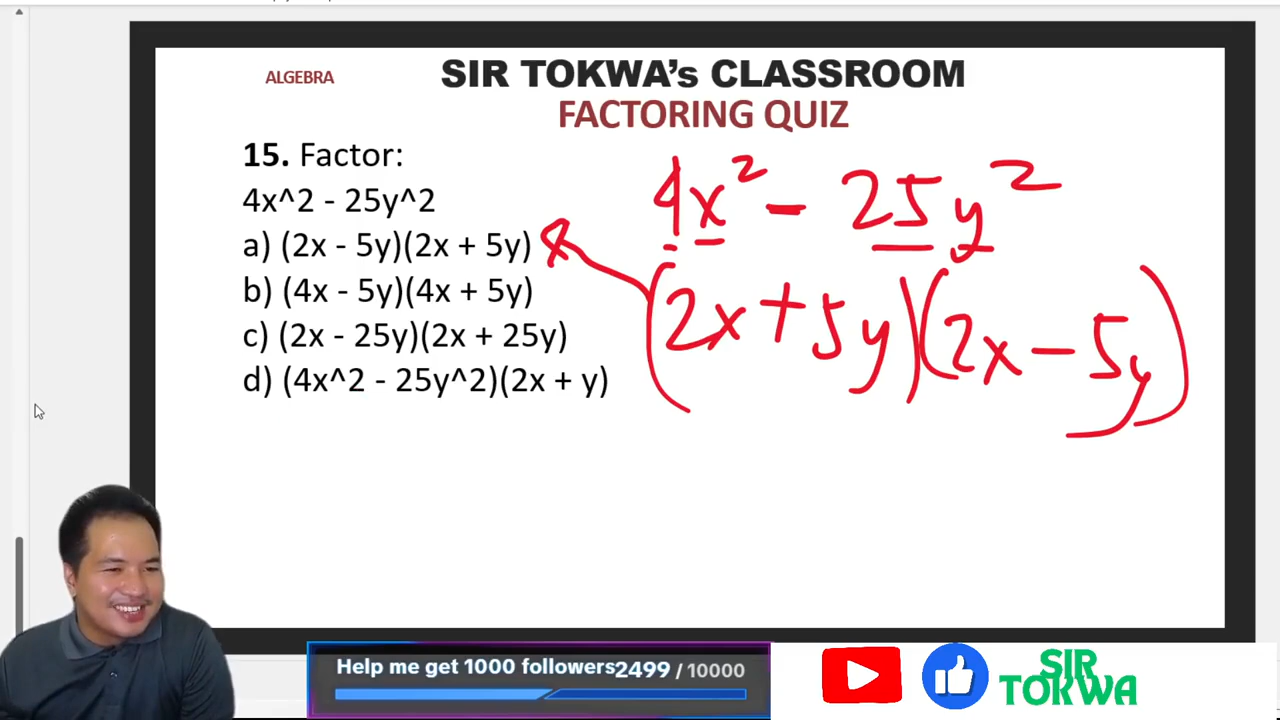 ALGEBRA
SIR TOKWA's CLASSROOM
FACTORING QUIZ
15. Factor:
4x^2 - 25y^2
a) (2x - 5y)(2x + 5y)
b) (4x - 5y)(4x + 5y)
c) (2x - 25y)(2x + 25y)
d) (4x^2 - 25y^2)(2x + y)
4x² - 25y²
(2x + 5y)(2x - 5y)
Help me get 1000 followers 2499 / 10000
SIR
TOKWA